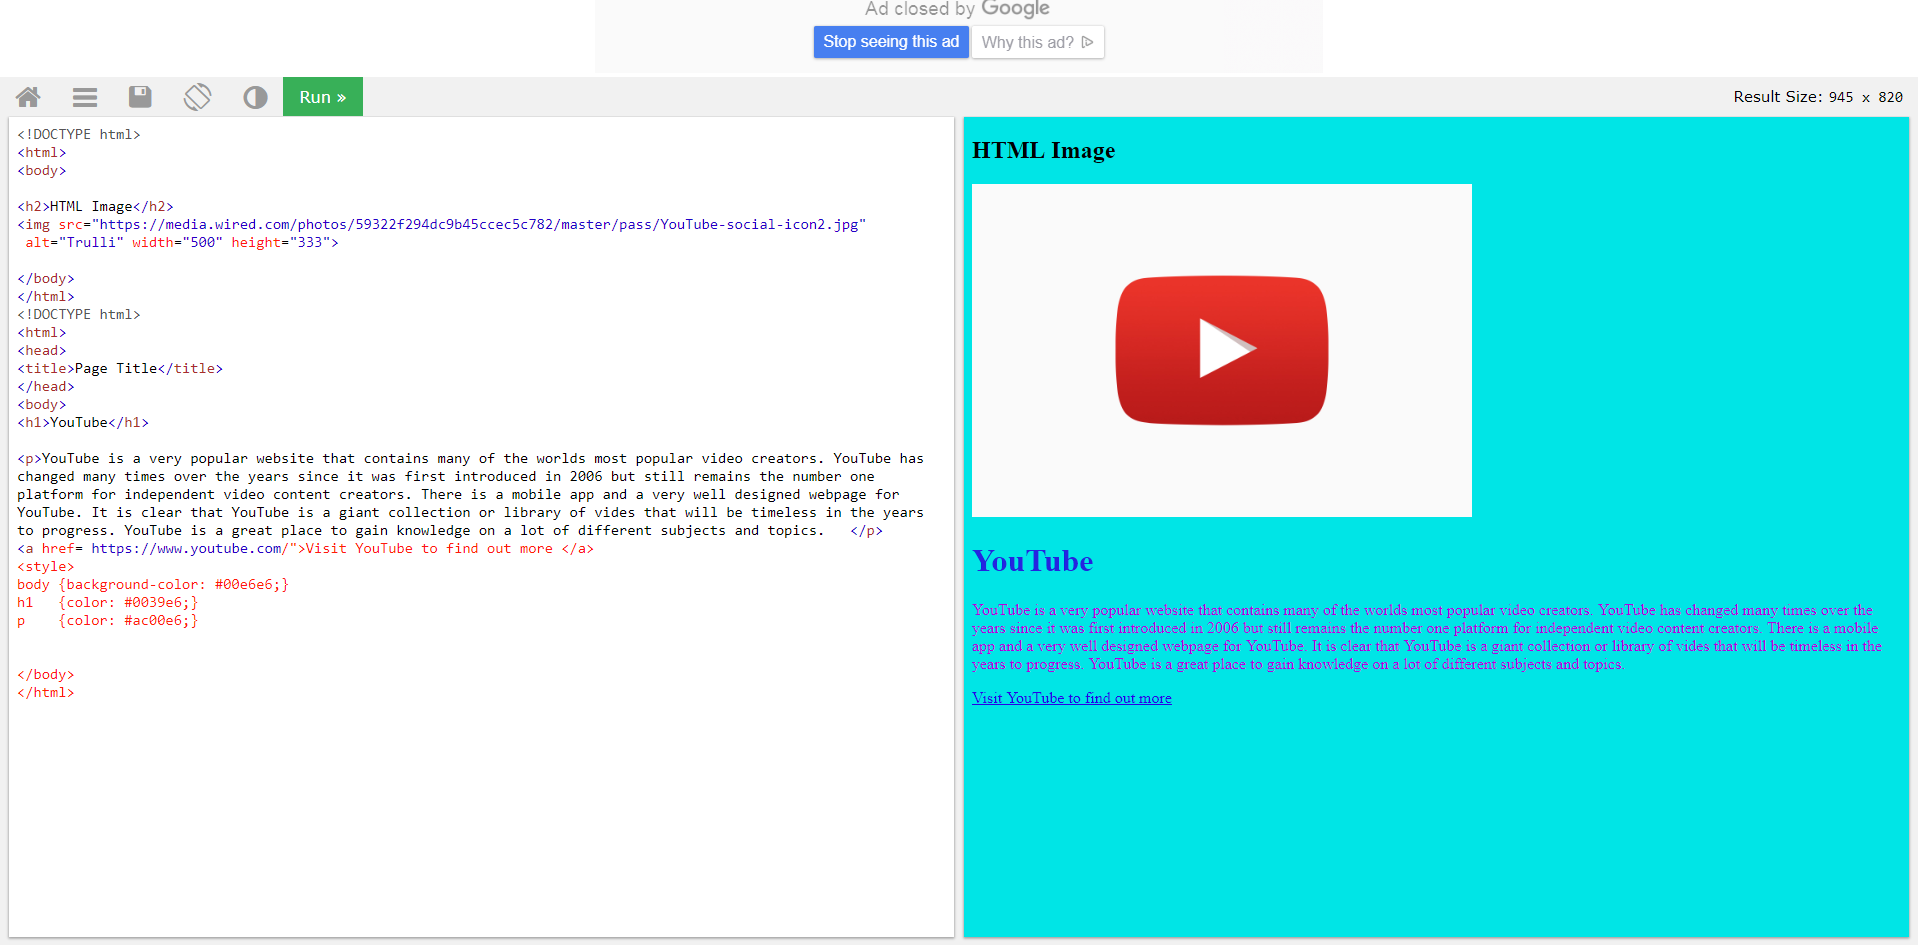 Ad closed by Google
Stop seeing this ad
Why this ad?
Run »
Result Size: 945 x 820
<!DOCTYPE html>
<html>
<body>
<h2>HTML Image</h2>
<img src="https://media.wired.com/photos/59322f294dc9b45ccec5c782/master/pass/YouTube-social-icon2.jpg"
alt="Trulli" width="500" height="333">
</body>
</html>
<!DOCTYPE html>
<html>
<head>
<title>Page Title</title>
</head>
<body>
<h1>YouTube</h1>
<p>YouTube is a very popular website that contains many of the worlds most popular video creators. YouTube has
changed many times over the years since it was first introduced in 2006 but still remains the number one
platform for independent video content creators. There is a mobile app and a very well designed webpage for
YouTube. It is clear that YouTube is a giant collection or library of vides that will be timeless in the years
to progress. YouTube is a great place to gain knowledge on a lot of different subjects and topics.   </p>
<a href= https://www.youtube.com/">Visit YouTube to find out more </a>
<style>
body {background-color: #00e6e6;}
h1   {color: #0039e6;}
p    {color: #ac00e6;}
</body>
</html>
HTML Image
YouTube
YouTube is a very popular website that contains many of the worlds most popular video creators. YouTube has changed many times over the
years since it was first introduced in 2006 but still remains the number one platform for independent video content creators. There is a mobile
app and a very well designed webpage for YouTube. It is clear that YouTube is a giant collection or library of vides that will be timeless in the
years to progress. YouTube is a great place to gain knowledge on a lot of different subjects and topics.
Visit YouTube to find out more